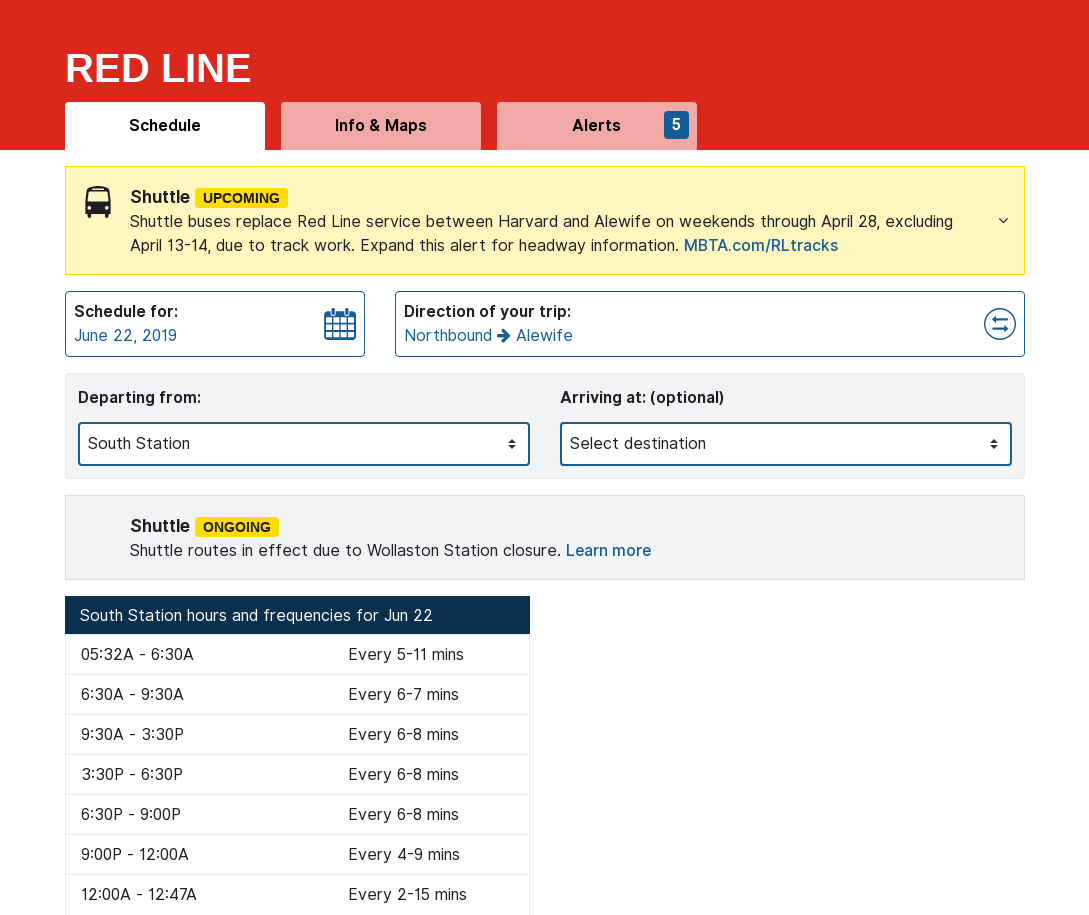 RED LINE
Schedule
Info & Maps
Alerts
5
Shuttle UPCOMING
Shuttle buses replace Red Line service between Harvard and Alewife on weekends through April 28, excluding
April 13-14, due to track work. Expand this alert for headway information. MBTA.com/RLtracks
Schedule for:
June 22, 2019
Direction of your trip:
Northbound → Alewife
Departing from:
South Station
Arriving at: (optional)
Select destination
Shuttle ONGOING
Shuttle routes in effect due to Wollaston Station closure. Learn more
South Station hours and frequencies for Jun 22
05:32A - 6:30A Every 5-11 mins
6:30A - 9:30A Every 6-7 mins
9:30A - 3:30P Every 6-8 mins
3:30P - 6:30P Every 6-8 mins
6:30P - 9:00P Every 6-8 mins
9:00P - 12:00A Every 4-9 mins
12:00A - 12:47A Every 2-15 mins